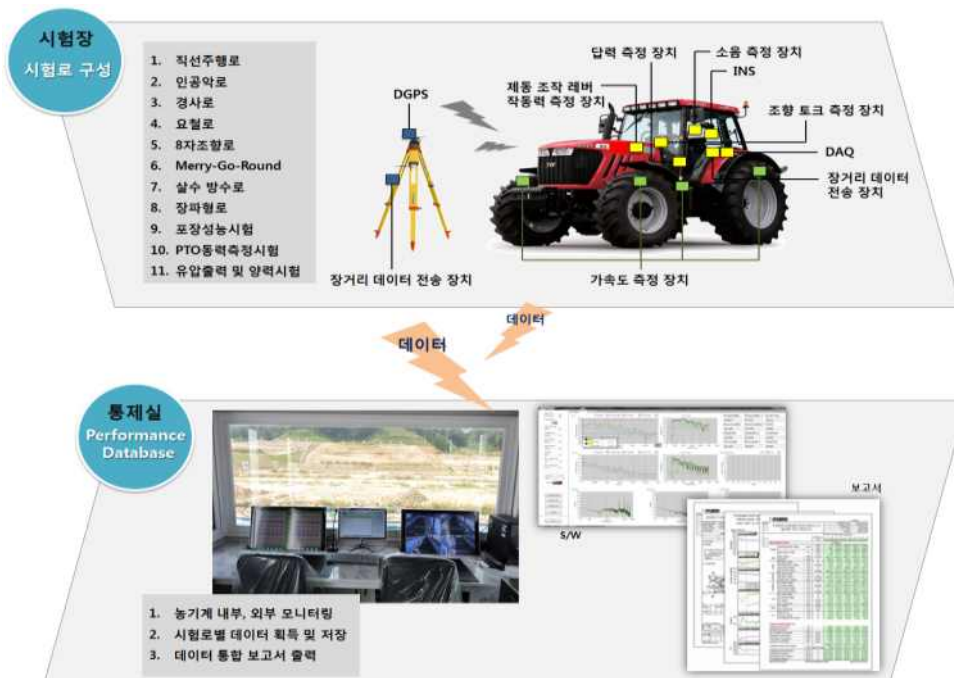 시험장
시험로 구성
1. 직선주행로
2. 인공악로
3. 경사로
4. 요철로
5. 8자조향로
6. Merry-Go-Round
7. 살수 방수로
8. 장파형로
9. 포장성능시험
10. PTO동력측정시험
11. 유압출력 및 양력시험
DGPS
장거리 데이터 전송 장치
답력 측정 장치
소음 측정 장치
INS
제동 조작 레버
작동력 측정 장치
조향 토크 측정 장치
DAQ
장거리 데이터
전송 장치
가속도 측정 장치
데이터
데이터
통제실
Performance
Database
S/W
보고서
1. 농기계 내부, 외부 모니터링
2. 시험로별 데이터 획득 및 저장
3. 데이터 통합 보고서 출력